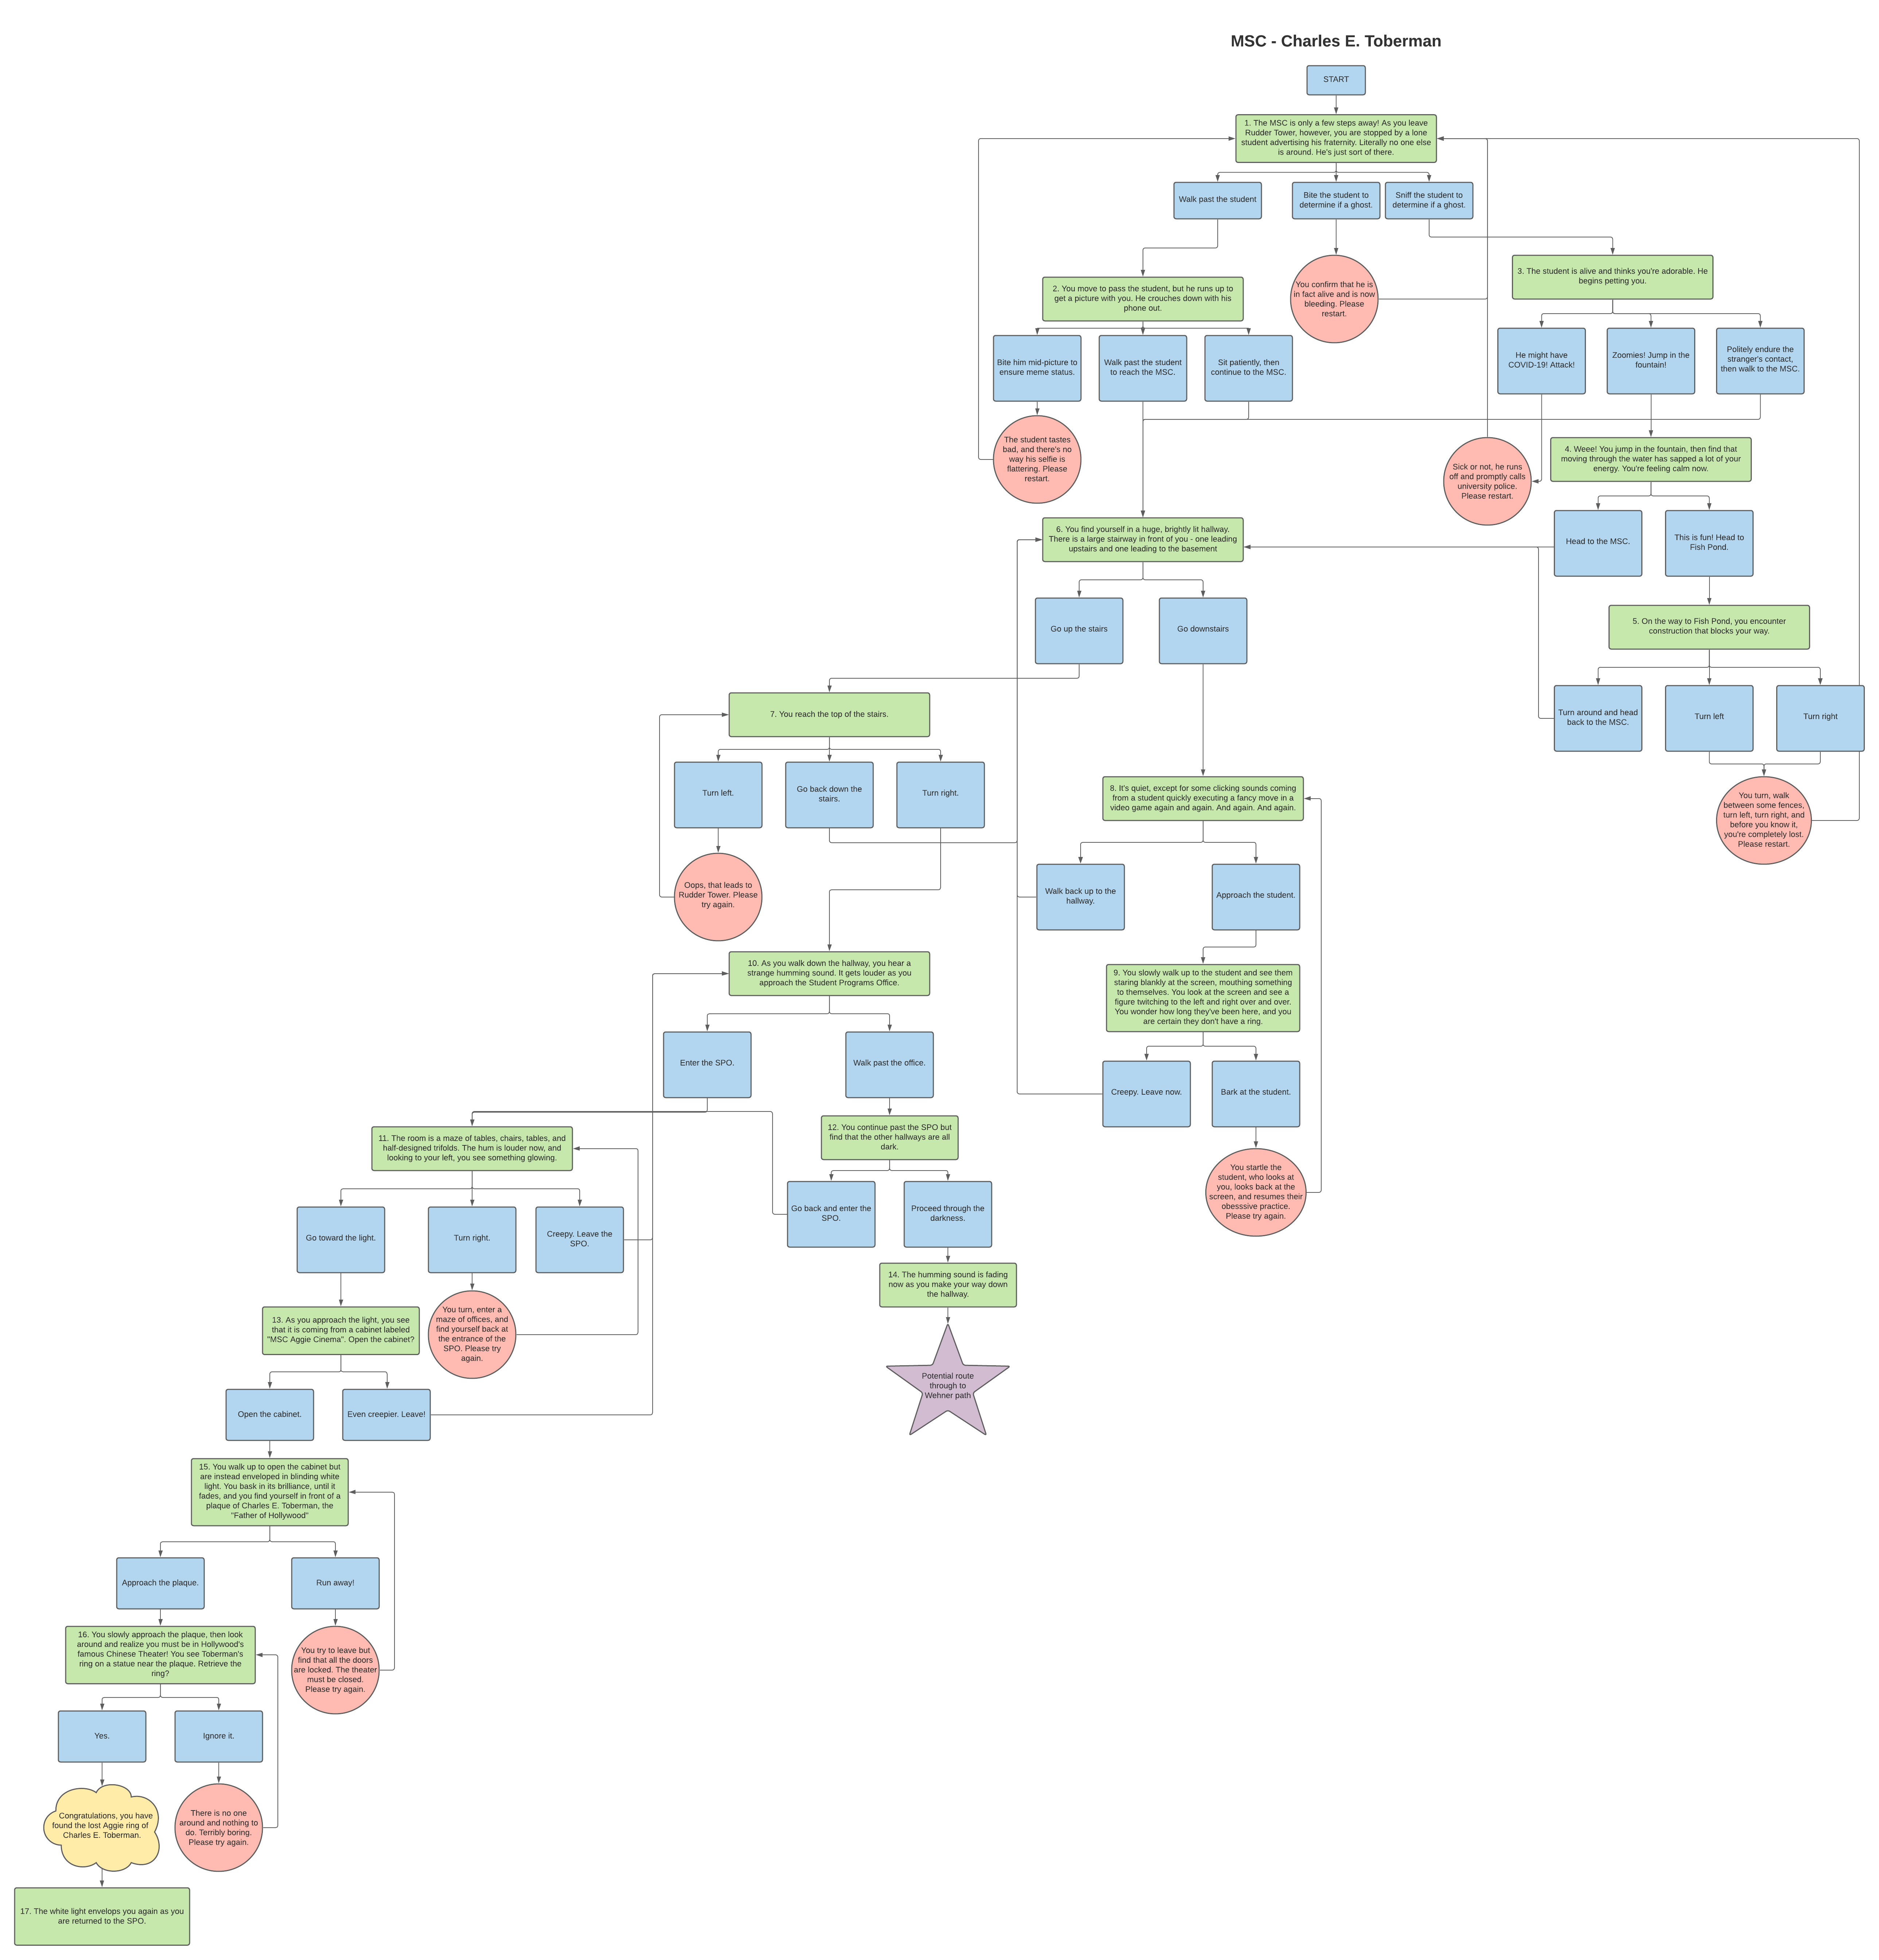 MSC - Charles E. Toberman
START
1. The MSC is only a few steps away! As you leave
Rudder Tower, however, you are stopped by a lone
student advertising his fraternity. Literally no one else
is around. He's just sort of there.
Walk past the student
Bite the student to
determine if a ghost.
Sniff the student to
determine if a ghost.
2. You move to pass the student, but he runs up to
get a picture with you. He crouches down with his
phone out.
You confirm that he is
in fact alive and is now
bleeding. Please
restart.
3. The student is alive and thinks you're adorable. He
begins petting you.
Bite him mid-picture to
ensure meme status.
Walk past the student
to reach the MSC.
Sit patiently, then
continue to the MSC.
He might have
COVID-19! Attack!
Zoomies! Jump in the
fountain!
Politely endure the
stranger's contact,
then walk to the MSC.
The student tastes
bad, and there's no
way his selfie is
flattering. Please
restart.
Sick or not, he runs
off and promptly calls
university police.
Please restart.
4. Weee! You jump in the fountain, then find that
moving through the water has sapped a lot of your
energy. You're feeling calm now.
6. You find yourself in a huge, brightly lit hallway.
There is a large stairway in front of you - one leading
upstairs and one leading to the basement
Head to the MSC.
This is fun! Head to
Fish Pond.
Go up the stairs
Go downstairs
5. On the way to Fish Pond, you encounter
construction that blocks your way.
7. You reach the top of the stairs.
Turn around and head
back to the MSC.
Turn left
Turn right
Turn left.
Go back down the
stairs.
Turn right.
8. It's quiet, except for some clicking sounds coming
from a student quickly executing a fancy move in a
video game again and again. And again. And again.
You turn, walk
between some fences,
turn left, turn right, and
before you know it,
you're completely lost.
Please restart.
Oops, that leads to
Rudder Tower. Please
try again.
Walk back up to the
hallway.
Approach the student.
10. As you walk down the hallway, you hear a
strange humming sound. It gets louder as you
approach the Student Programs Office.
9. You slowly walk up to the student and see them
staring blankly at the screen, mouthing something
to themselves. You look at the screen and see a
figure twitching to the left and right over and over.
You wonder how long they've been here, and you
are certain they don't have a ring.
Enter the SPO.
Walk past the office.
Creepy. Leave now.
Bark at the student.
11. The room is a maze of tables, chairs, tables, and
half-designed trifolds. The hum is louder now, and
looking to your left, you see something glowing.
12. You continue past the SPO but
find that the other hallways are all
dark.
You startle the
student, who looks at
you, looks back at the
screen, and resumes their
obesssive practice.
Please try again.
Go toward the light.
Turn right.
Creepy. Leave the
SPO.
Go back and enter the
SPO.
Proceed through the
darkness.
13. As you approach the light, you see
that it is coming from a cabinet labeled
"MSC Aggie Cinema". Open the cabinet?
You turn, enter a
maze of offices, and
find yourself back at
the entrance of the
SPO. Please try
again.
14. The humming sound is fading
now as you make your way down
the hallway.
Open the cabinet.
Even creepier. Leave!
Potential route
through to
Wehner path
15. You walk up to open the cabinet but
are instead enveloped in blinding white
light. You bask in its brilliance, until it
fades, and you find yourself in front of a
plaque of Charles E. Toberman, the
"Father of Hollywood"
Approach the plaque.
Run away!
16. You slowly approach the plaque, then look
around and realize you must be in Hollywood's
famous Chinese Theater! You see Toberman's
ring on a statue near the plaque. Retrieve the
ring?
You try to leave but
find that all the doors
are locked. The theater
must be closed.
Please try again.
Yes.
Ignore it.
Congratulations, you have
found the lost Aggie ring of
Charles E. Toberman.
There is no one
around and nothing to
do. Terribly boring.
Please try again.
17. The white light envelops you again as you
are returned to the SPO.